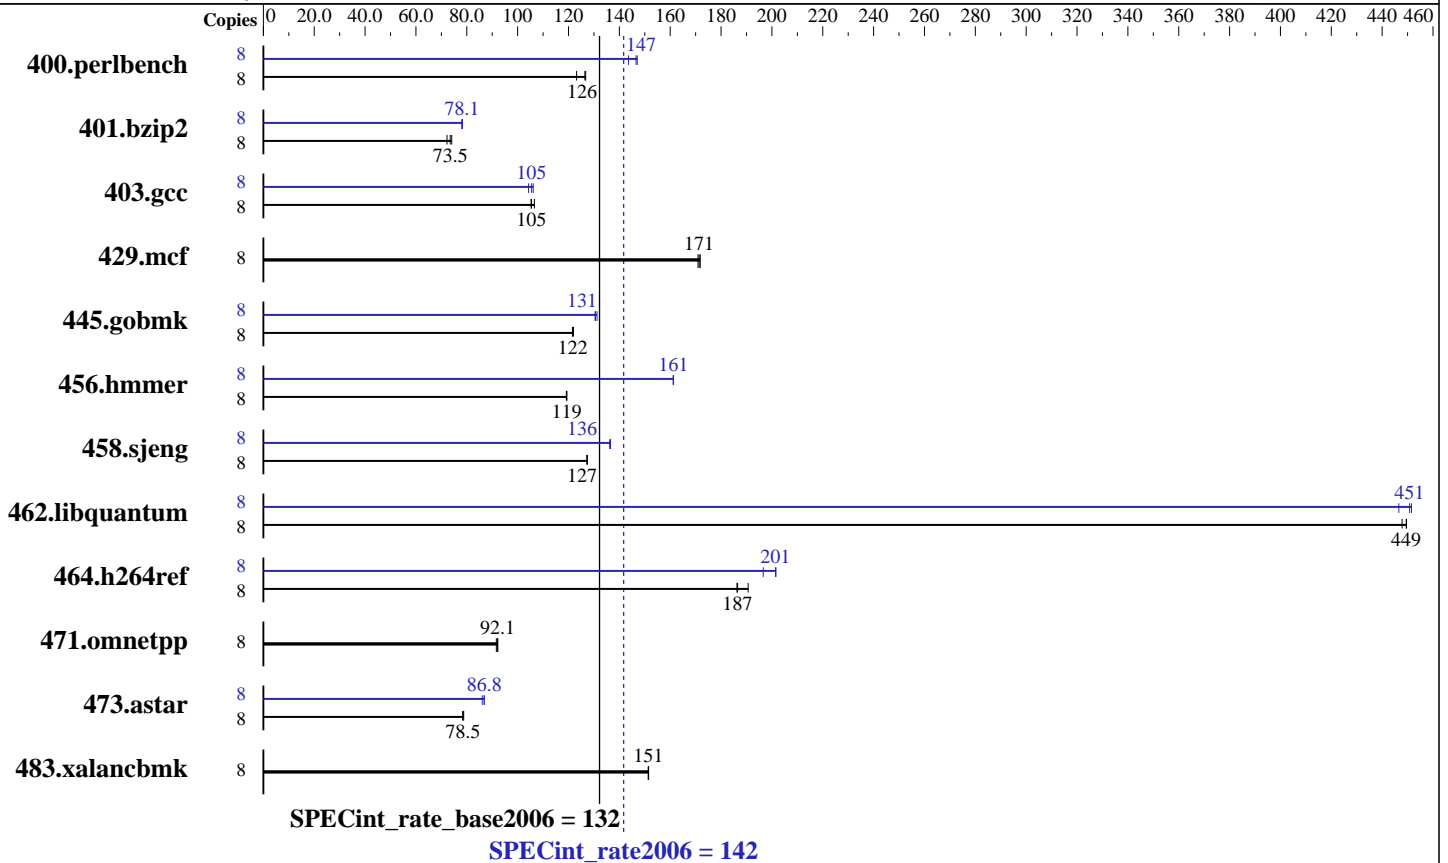 Copies 0 20.0 40.0 60.0 80.0 100 120 140 160 180 200 220 240 260 280 300 320 340 360 380 400 420 440 460
400.perlbench 8 147
8 126
401.bzip2 8 78.1
8 73.5
403.gcc 8 105
8 105
429.mcf 8 171
445.gobmk 8 131
8 122
456.hmmer 8 161
8 119
458.sjeng 8 136
8 127
462.libquantum 8 451
8 449
464.h264ref 8 201
8 187
471.omnetpp 8 92.1
473.astar 8 86.8
8 78.5
483.xalancbmk 8 151
SPECint_rate_base2006 = 132
SPECint_rate2006 = 142